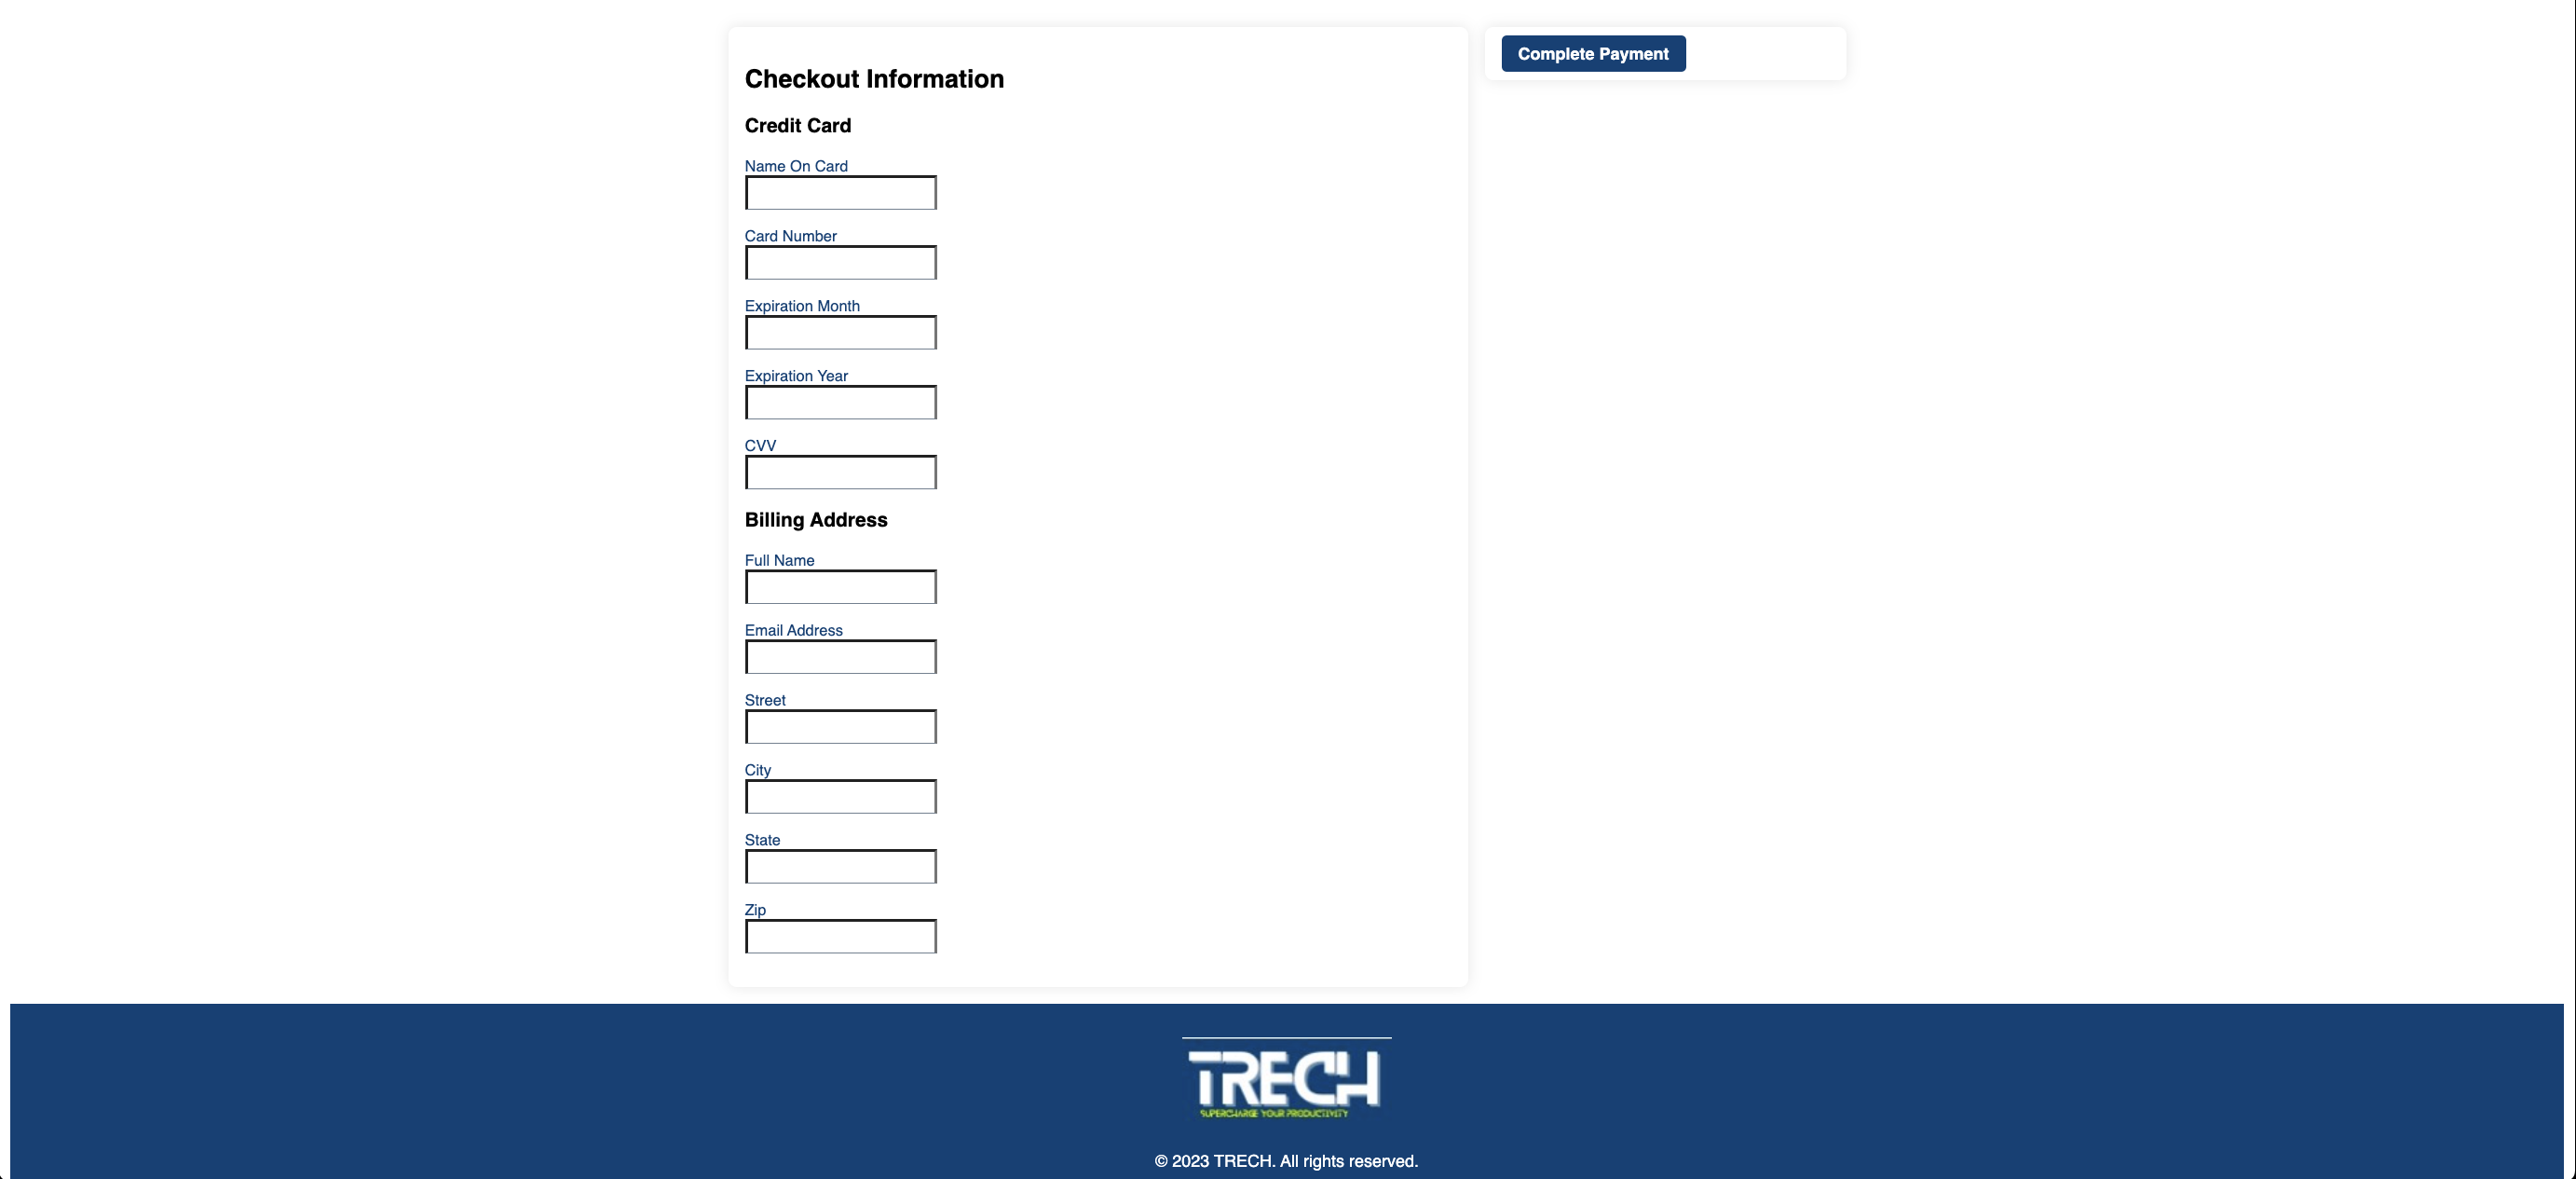 Checkout Information
Credit Card
Name On Card
Card Number
Expiration Month
Expiration Year
CVV
Billing Address
Full Name
Email Address
Street
City
State
Zip
Complete Payment
TRECH
SUPERCHARGE YOUR PRODUCTIVITY
© 2023 TRECH. All rights reserved.